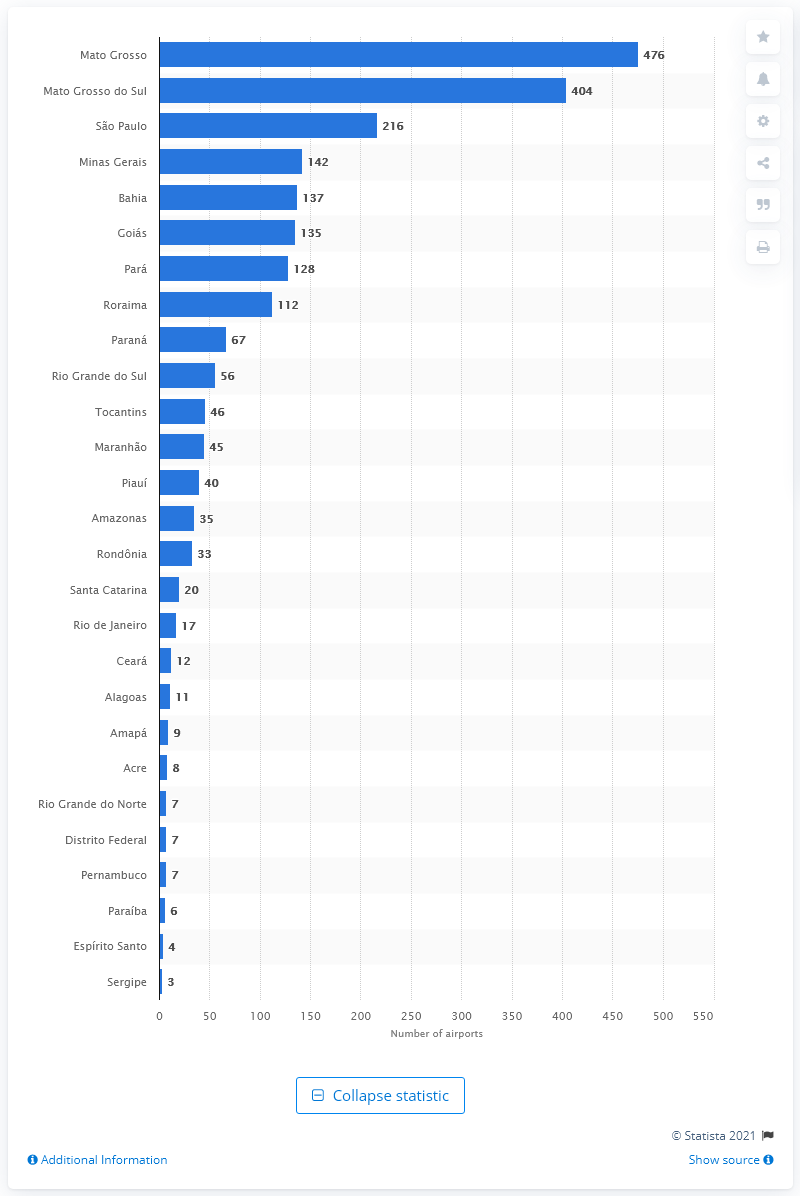 Mato Grosso 476
Mato Grosso do Sul 404
São Paulo 216
Minas Gerais 142
Bahia 137
Goiás 135
Pará 128
Roraima 112
Paraná 67
Rio Grande do Sul 56
Tocantins 46
Maranhão 45
Piauí 40
Amazonas 35
Rondônia 33
Santa Catarina 20
Rio de Janeiro 17
Ceará 12
Alagoas 11
Amapá 9
Acre 8
Rio Grande do Norte 7
Distrito Federal 7
Pernambuco 7
Paraíba 6
Espírito Santo 4
Sergipe 3
0 50 100 150 200 250 300 350 400 450 500 550
Number of airports
Collapse statistic
© Statista 2021
Additional Information Show source